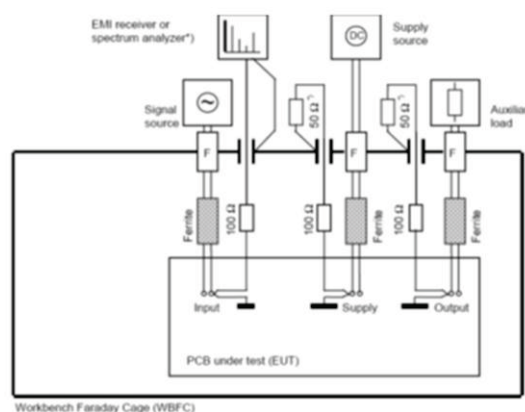 EMI receiver or
spectrum analyzer*)
Supply
source
DC
Signal
source
50 Ω *)
50 Ω *)
Auxilia
load
F
F
F
Ferrite
100 Ω
100 Ω
Ferrite
100 Ω
Ferrite
Input
Supply
Output
PCB under test (EUT)
Workbench Faraday Cage (WBFC)